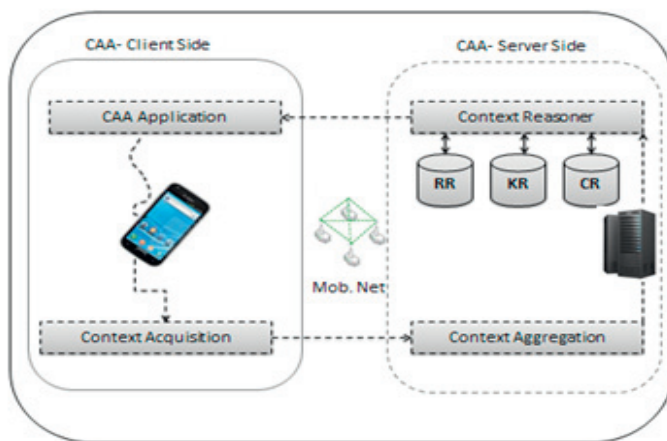 CAA- Client Side
CAA- Server Side
CAA Application
Context Reasoner
RR
KR
CR
Mob. Net
Context Acquisition
Context Aggregation